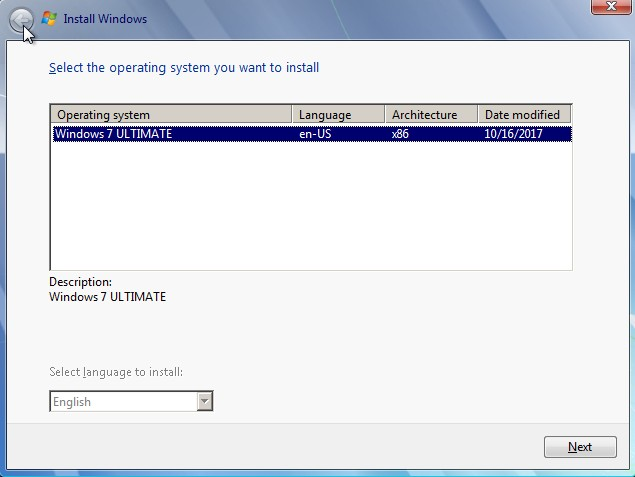 Install Windows
Select the operating system you want to install
Operating system Language Architecture Date modified
Windows 7 ULTIMATE en-US x86 10/16/2017
Description:
Windows 7 ULTIMATE
Select language to install:
English
Next